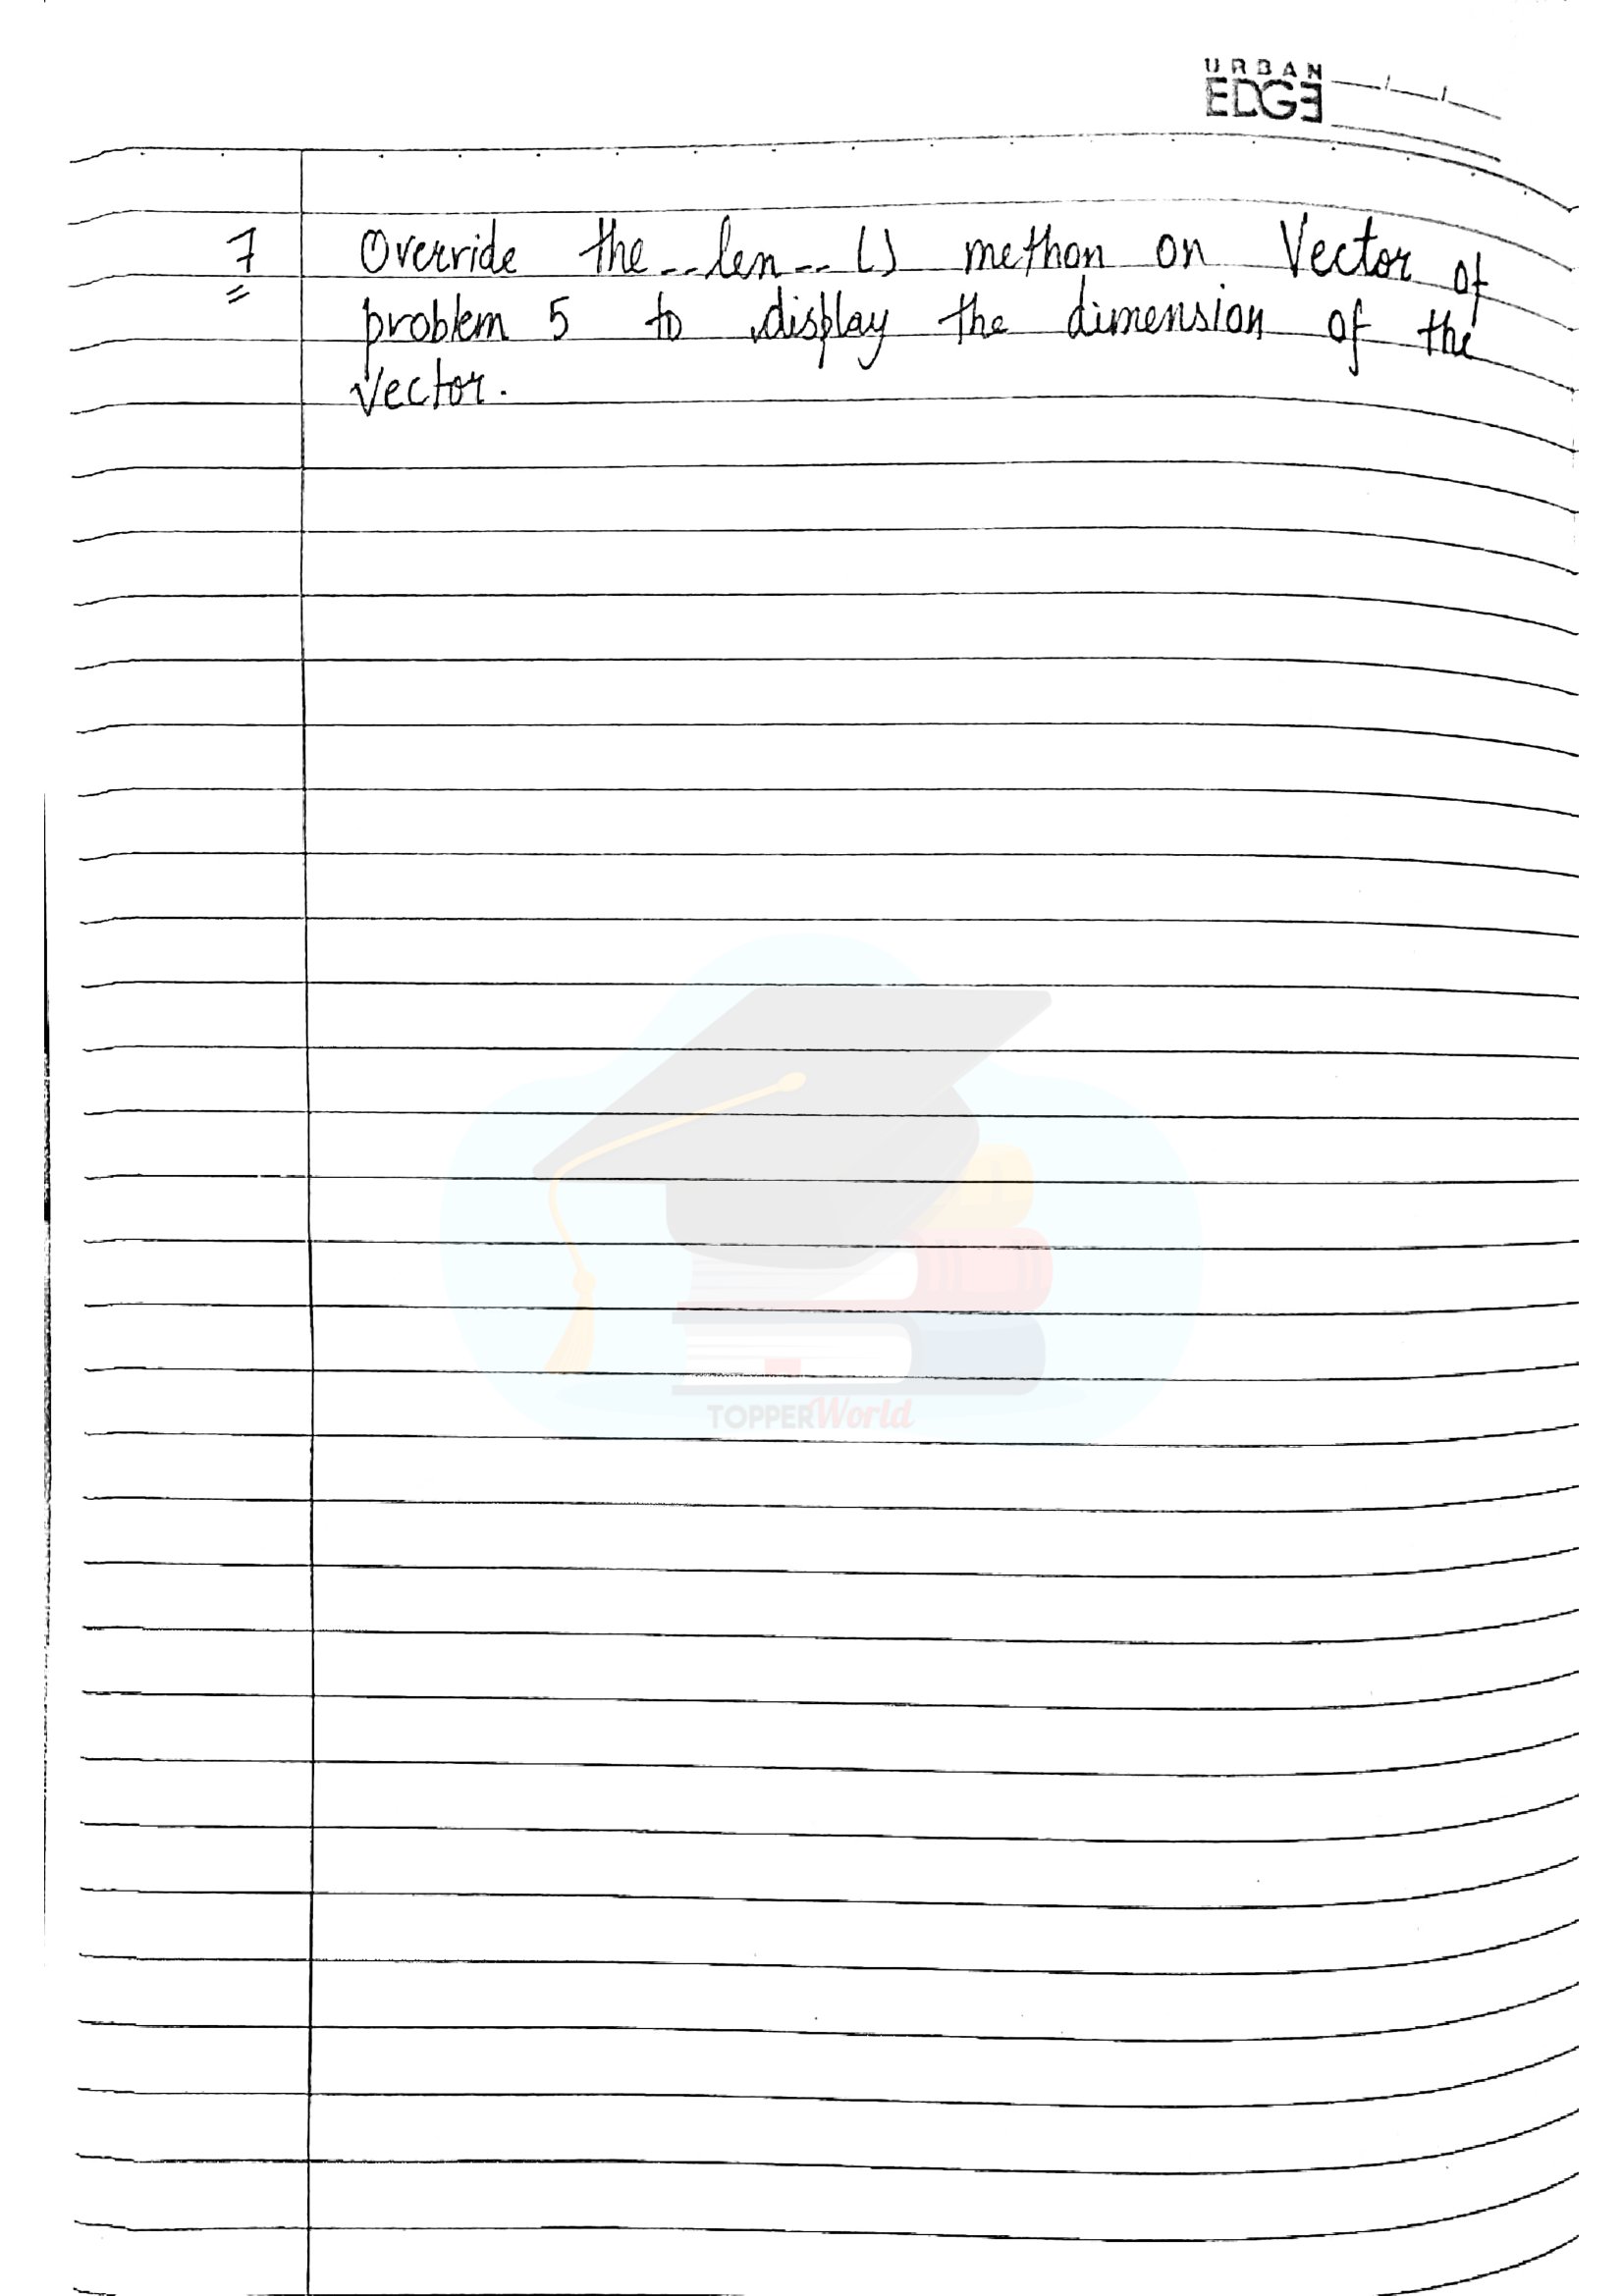 URBAN
EDGE
7 Override the __len__() methon on Vector of
problem 5 to display the dimension of the
vector.
TOPPERWorld